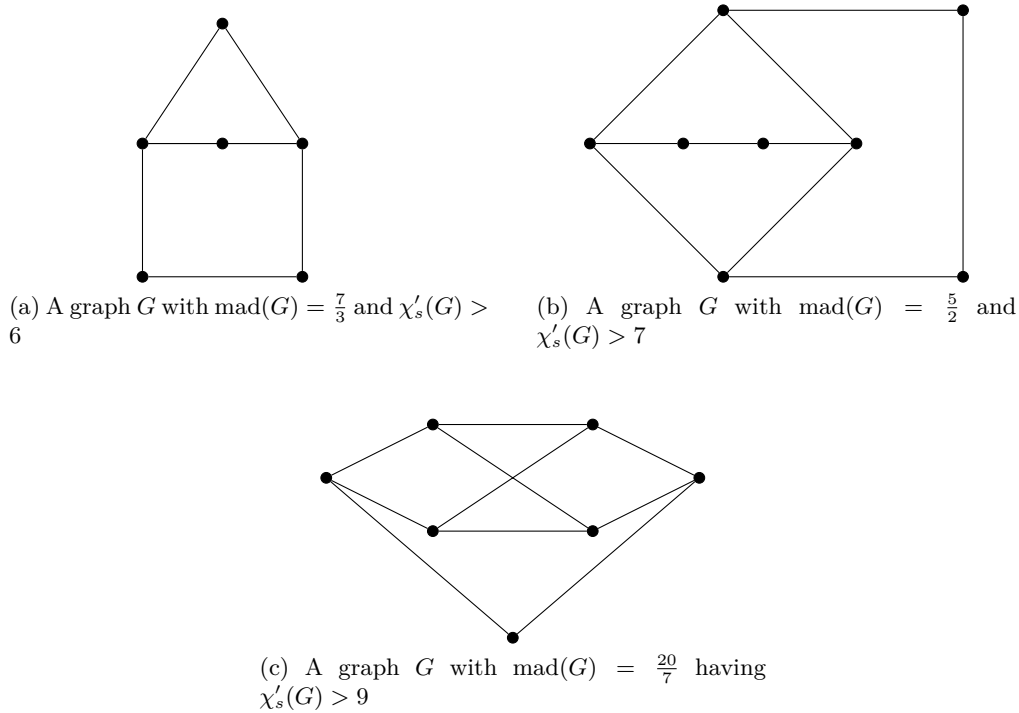 (a) A graph G with mad(G) = 7/3 and χ′ₛ(G) >
6
(b) A graph G with mad(G) = 5/2 and
χ′ₛ(G) > 7
(c) A graph G with mad(G) = 20/7 having
χ′ₛ(G) > 9